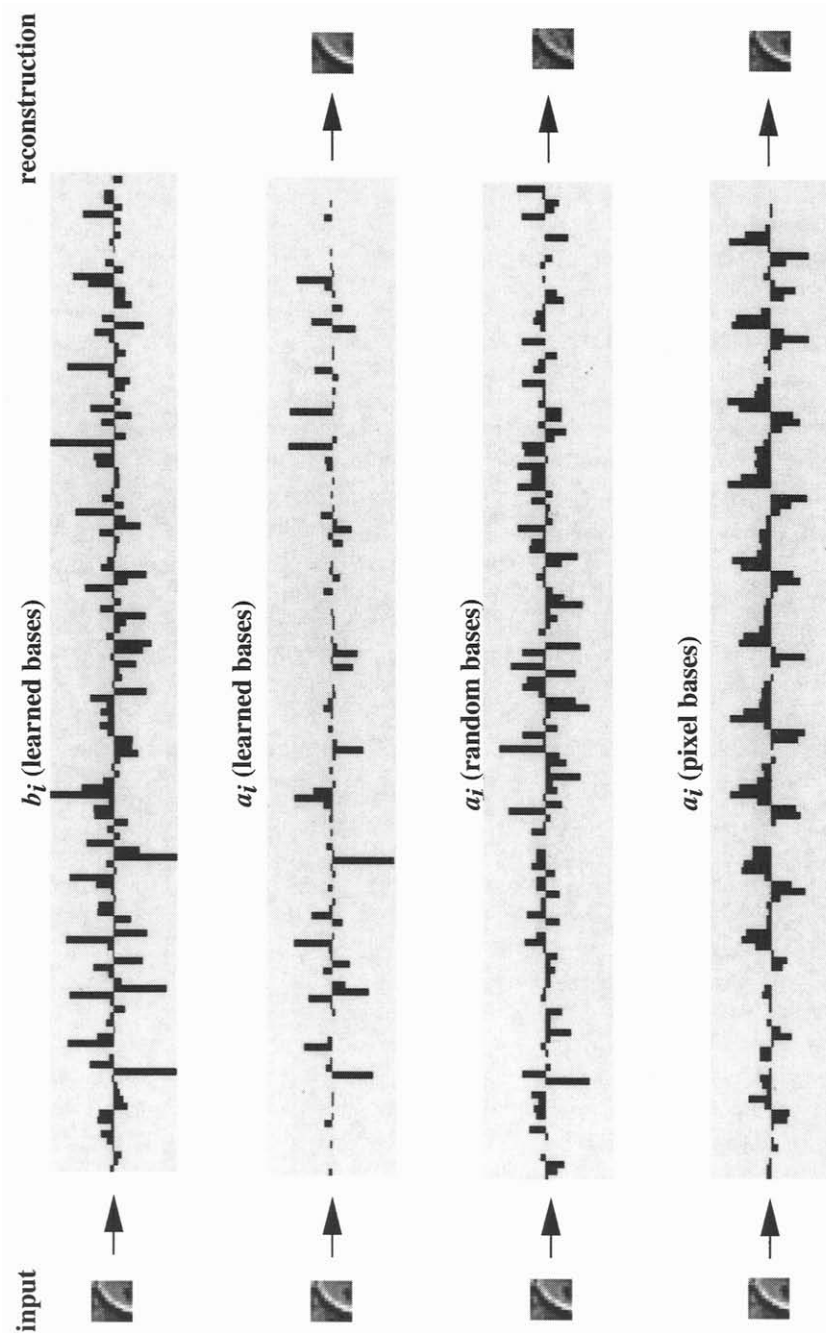 input
reconstruction
b_i (learned bases)
a_i (learned bases)
a_i (random bases)
a_i (pixel bases)